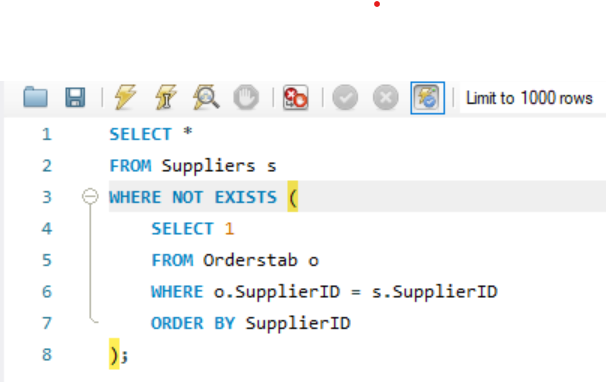 Limit to 1000 rows
1 SELECT *
2 FROM Suppliers s
3 WHERE NOT EXISTS (
4 SELECT 1
5 FROM Orderstab o
6 WHERE o.SupplierID = s.SupplierID
7 ORDER BY SupplierID
8 );